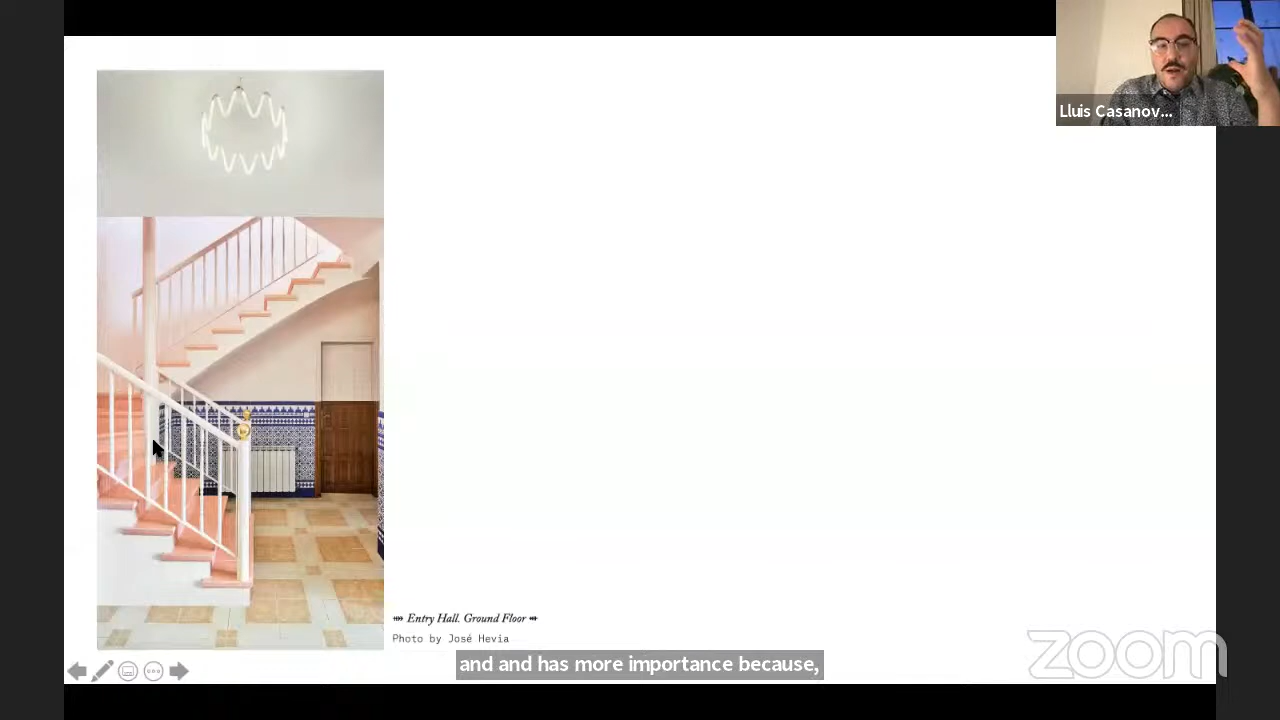 Lluis Casanov...
Entry Hall. Ground Floor
Photo by José Hevia
and and has more importance because,
zoom